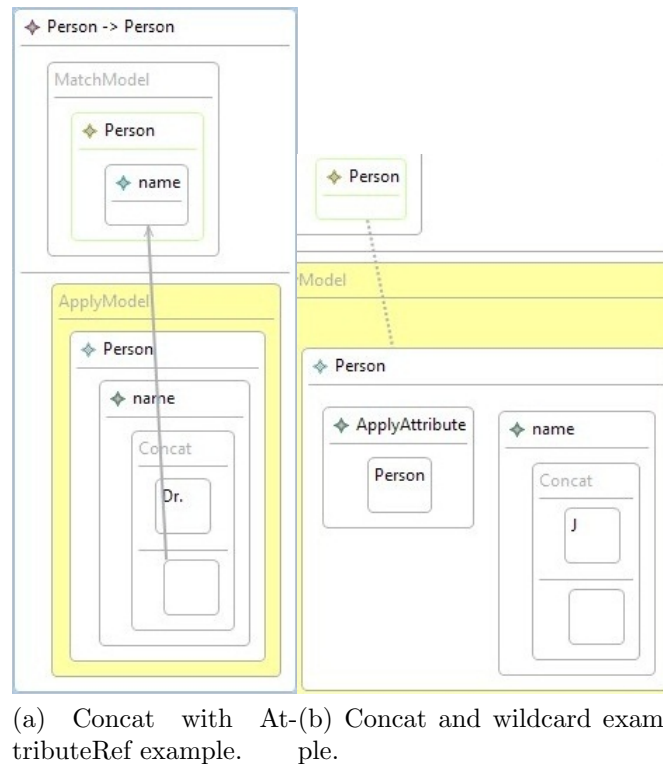 Person -> Person
MatchModel
Person
name
ApplyModel
Person
name
Concat
Dr.
Person
Model
Person
ApplyAttribute
Person
name
Concat
J
(a) Concat with At-
tributeRef example.
(b) Concat and wildcard exam
ple.